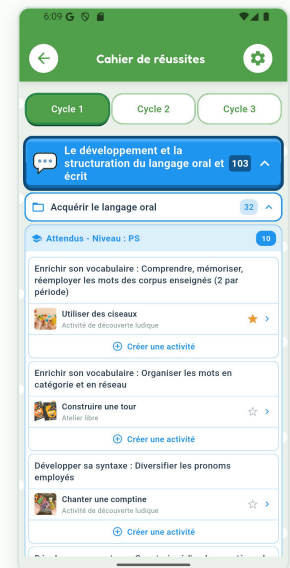 6:09 G
Cahier de réussites
Cycle 1
Cycle 2
Cycle 3
Le développement et la
structuration du langage oral et
écrit
103
Acquérir le langage oral
32
Attendus - Niveau : PS
10
Enrichir son vocabulaire : Comprendre, mémoriser,
réemployer les mots des corpus enseignés (2 par
période)
Utiliser des ciseaux
Activité de découverte ludique
Créer une activité
Enrichir son vocabulaire : Organiser les mots en
catégorie et en réseau
Construire une tour
Atelier libre
Créer une activité
Développer sa syntaxe : Diversifier les pronoms
employés
Chanter une comptine
Activité de découverte ludique
Créer une activité